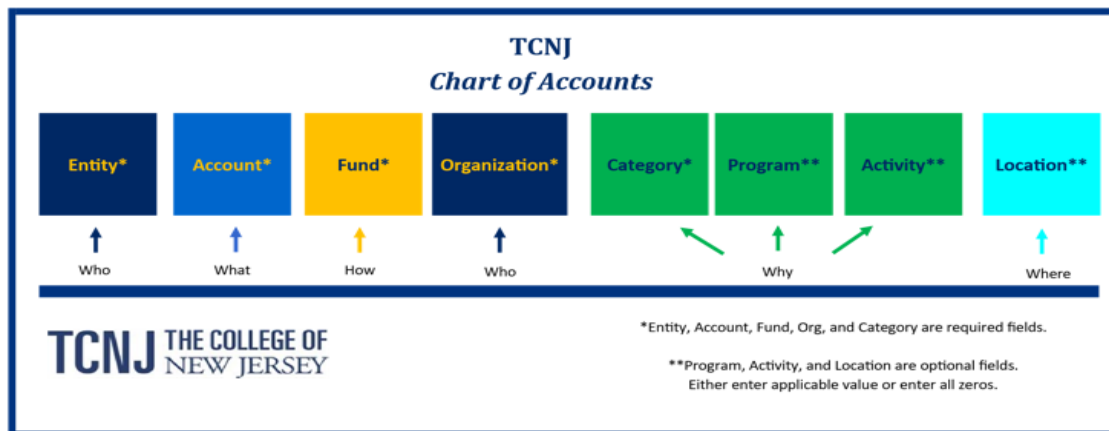 TCNJ
Chart of Accounts
Entity*
Account*
Fund*
Organization*
Category*
Program**
Activity**
Location**
Who
What
How
Who
Why
Where
TCNJ THE COLLEGE OF
NEW JERSEY
*Entity, Account, Fund, Org, and Category are required fields.
**Program, Activity, and Location are optional fields.
Either enter applicable value or enter all zeros.